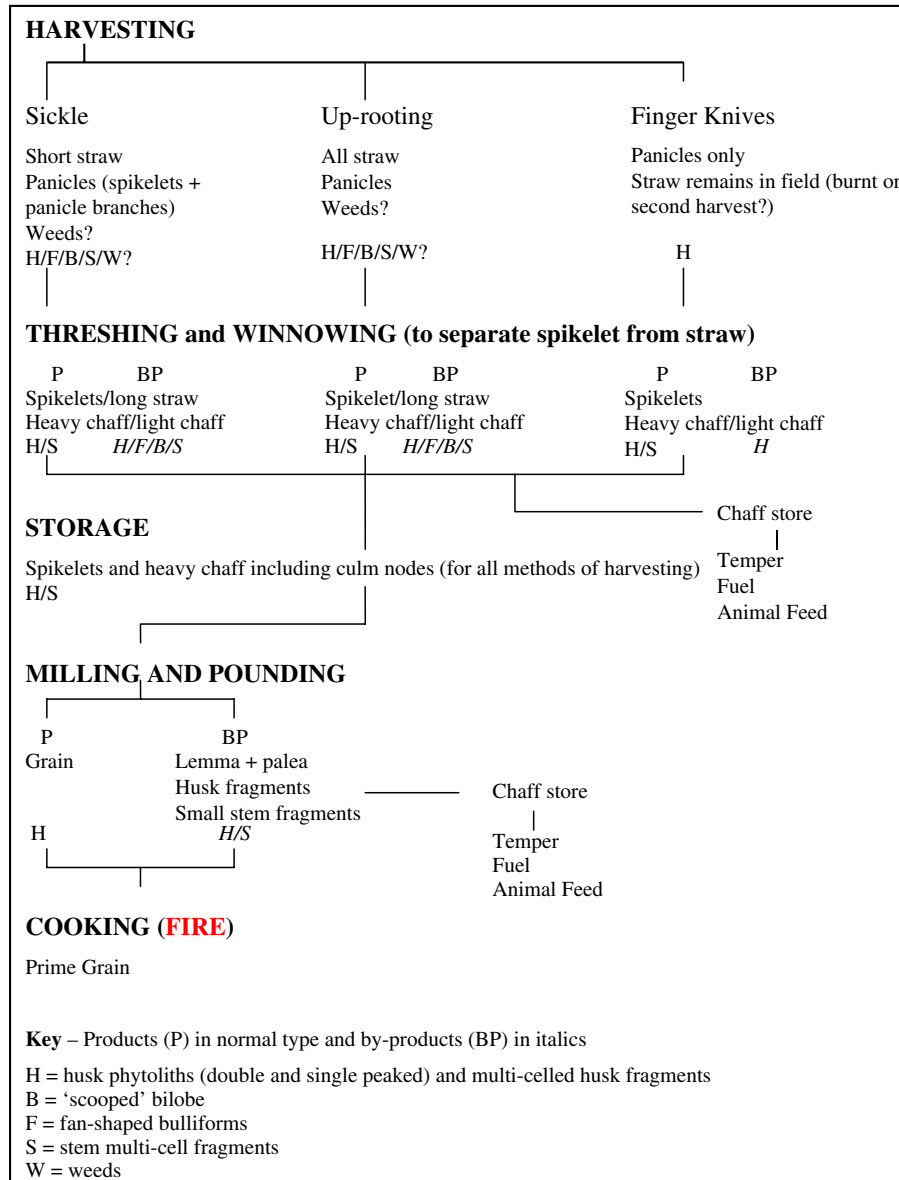 HARVESTING
Sickle
Short straw
Panicles (spikelets +
panicle branches)
Weeds?
H/F/B/S/W?
Up-rooting
All straw
Panicles
Weeds?
H/F/B/S/W?
Finger Knives
Panicles only
Straw remains in field (burnt or
second harvest?)
H
THRESHING and WINNOWING (to separate spikelet from straw)
P BP
Spikelets/long straw
Heavy chaff/light chaff
H/S H/F/B/S
P BP
Spikelet/long straw
Heavy chaff/light chaff
H/S H/F/B/S
P BP
Spikelets
Heavy chaff/light chaff
H/S H
Chaff store
Temper
Fuel
Animal Feed
STORAGE
Spikelets and heavy chaff including culm nodes (for all methods of harvesting)
H/S
MILLING AND POUNDING
P
Grain
H
BP
Lemma + palea
Husk fragments
Small stem fragments
H/S
Chaff store
Temper
Fuel
Animal Feed
COOKING (FIRE)
Prime Grain
Key – Products (P) in normal type and by-products (BP) in italics
H = husk phytoliths (double and single peaked) and multi-celled husk fragments
B = ‘scooped’ bilobe
F = fan-shaped bulliforms
S = stem multi-cell fragments
W = weeds